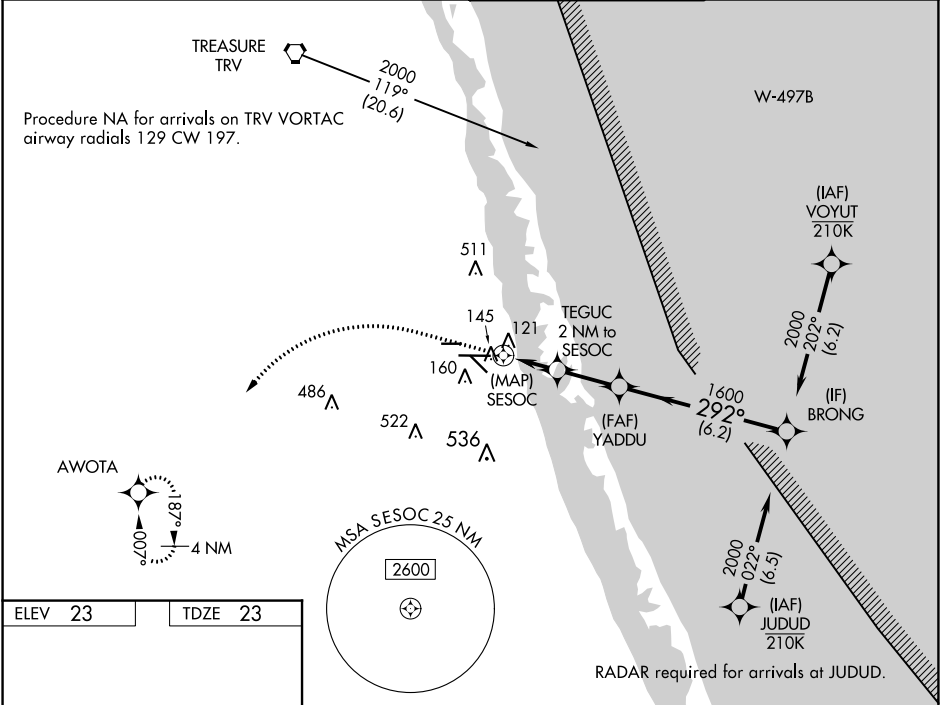 TREASURE
TRV
2000
119°
(20.6)
W-497B
Procedure NA for arrivals on TRV VORTAC
airway radials 129 CW 197.
(IAF)
VOYUT
210K
2000
202°
(6.2)
511
TEGUC
2 NM to
SESOC
145
121
160
(MAP)
SESOC
(FAF)
YADDU
1600
292°
(6.2)
(IF)
BRONG
486
522
536
AWOTA
187°
007°
4 NM
MSA SESOC 25 NM
2600
2000
022°
(6.5)
(IAF)
JUDUD
210K
ELEV 23
TDZE 23
RADAR required for arrivals at JUDUD.